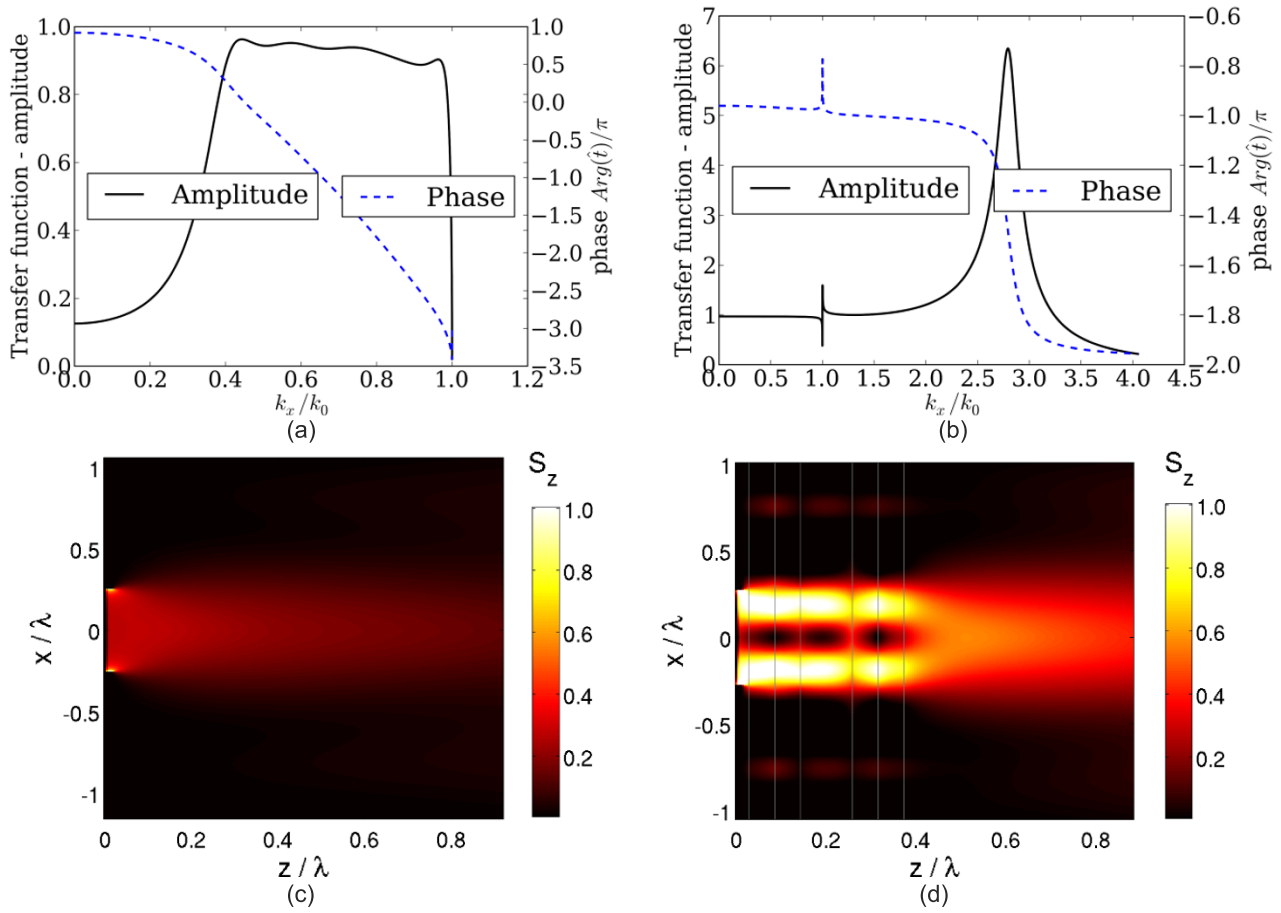 Transfer function - amplitude
1.0
0.8
0.6
0.4
0.2
0.0
0.0 0.2 0.4 0.6 0.8 1.0 1.2
1.0
0.5
0.0
−0.5
−1.0
−1.5
−2.0
−2.5
−3.0
−3.5
phase Arg(t̂)/π
Amplitude
Phase
k_x/k_0
(a)
Transfer function - amplitude
7
6
5
4
3
2
1
0
0.0 0.5 1.0 1.5 2.0 2.5 3.0 3.5 4.0 4.5
−0.6
−0.8
−1.0
−1.2
−1.4
−1.6
−1.8
−2.0
phase Arg(t̂)/π
Amplitude
Phase
k_x/k_0
(b)
x / λ
1
0.5
0
-0.5
-1
0 0.2 0.4 0.6 0.8
z / λ
S_z
1.0
0.8
0.6
0.4
0.2
(c)
x / λ
1
0.5
0
-0.5
-1
0 0.2 0.4 0.6 0.8
z / λ
S_z
1.0
0.8
0.6
0.4
0.2
(d)